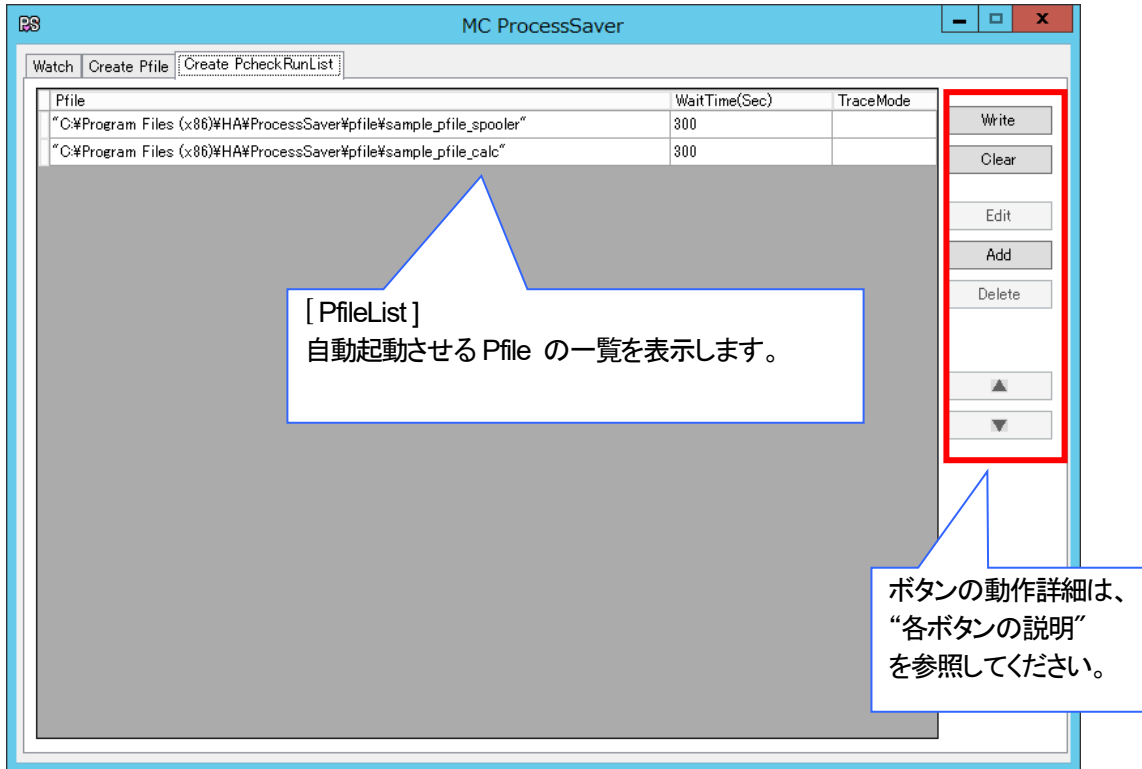 PS
MC ProcessSaver
Watch Create Pfile Create PcheckRunList
Pfile WaitTime(Sec) TraceMode
"C:¥Program Files (x86)¥HA¥ProcessSaver¥pfile¥sample_pfile_spooler" 300
"C:¥Program Files (x86)¥HA¥ProcessSaver¥pfile¥sample_pfile_calc" 300
Write
Clear
Edit
Add
Delete
▲
▼
[ PfileList ]
自動起動させる Pfile の一覧を表示します。
ボタンの動作詳細は、
“各ボタンの説明”
を参照してください。